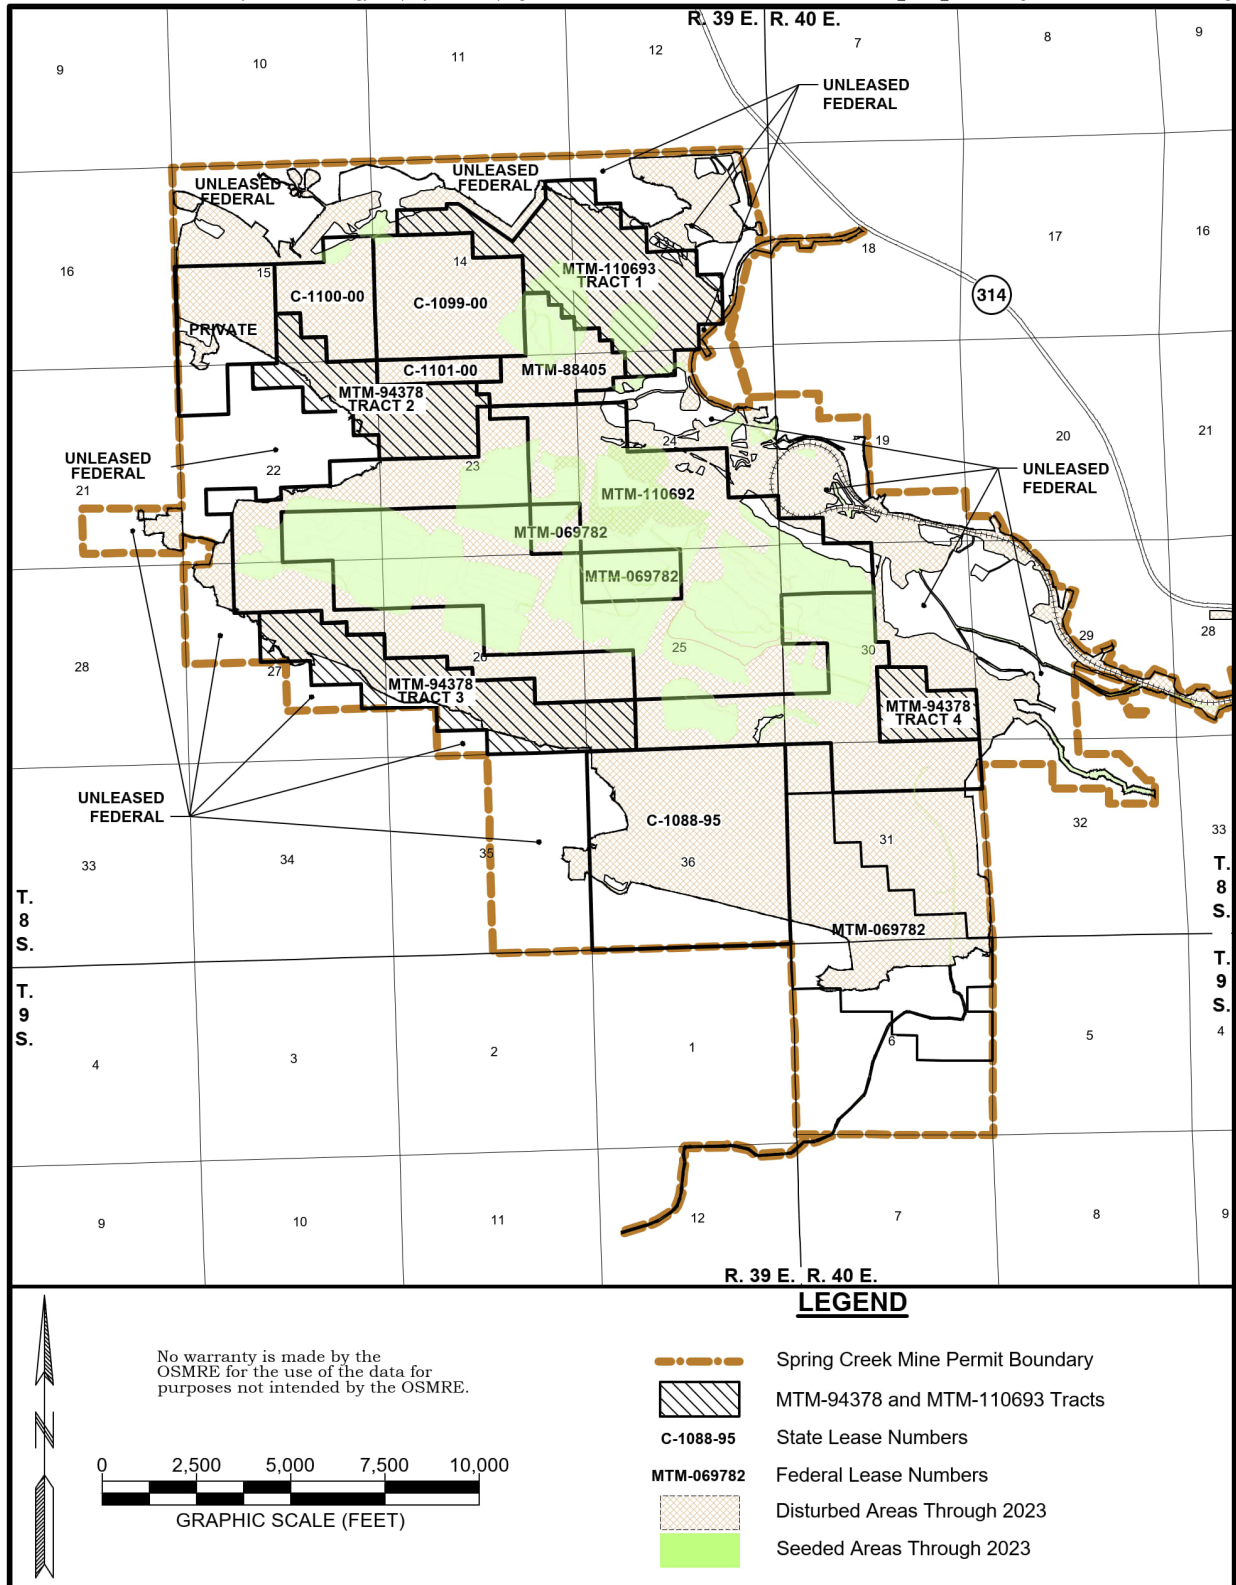 R. 39 E. R. 40 E.
9
10
11
12
7
8
9
UNLEASED
FEDERAL
UNLEASED
FEDERAL
UNLEASED
FEDERAL
16
15
14
18
17
16
MTM-110693
TRACT 1
C-1100-00
C-1099-00
314
PRIVATE
C-1101-00
MTM-88405
MTM-94378
TRACT 2
UNLEASED
FEDERAL
21
22
23
24
19
20
21
UNLEASED
FEDERAL
MTM-110692
MTM-069782
MTM-069782
28
27
26
25
30
29
28
MTM-94378
TRACT 3
MTM-94378
TRACT 4
UNLEASED
FEDERAL
C-1088-95
33
34
35
36
31
32
33
T.
8
S.
T.
8
S.
MTM-069782
T.
9
S.
T.
9
S.
4
3
2
1
6
5
4
9
10
11
12
7
8
9
R. 39 E. R. 40 E.
LEGEND
No warranty is made by the
OSMRE for the use of the data for
purposes not intended by the OSMRE.
N
0 2,500 5,000 7,500 10,000
GRAPHIC SCALE (FEET)
Spring Creek Mine Permit Boundary
MTM-94378 and MTM-110693 Tracts
C-1088-95 State Lease Numbers
MTM-069782 Federal Lease Numbers
Disturbed Areas Through 2023
Seeded Areas Through 2023